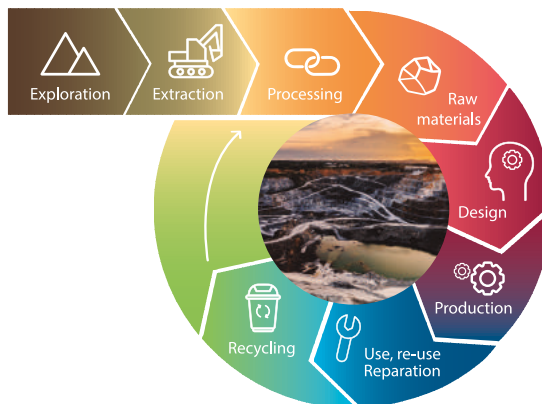 Exploration
Extraction
Processing
Raw
materials
Design
Production
Use, re-use
Reparation
Recycling